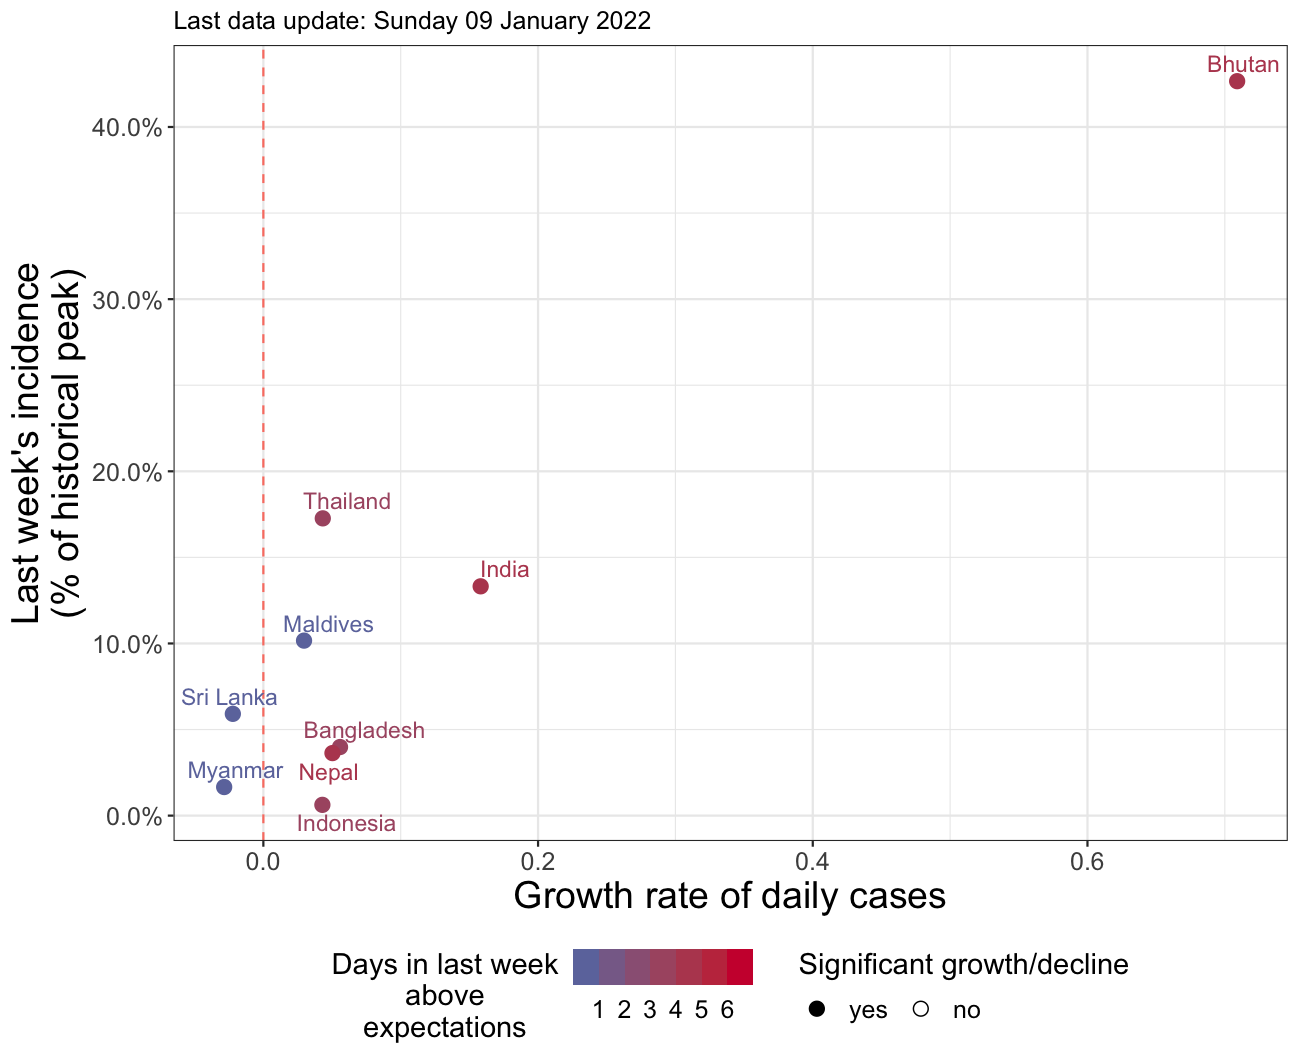 Last data update: Sunday 09 January 2022
Bhutan
40.0%
30.0%
20.0%
10.0%
0.0%
Last week's incidence
(% of historical peak)
Thailand
India
Maldives
Sri Lanka
Bangladesh
Myanmar
Nepal
Indonesia
0.0 0.2 0.4 0.6
Growth rate of daily cases
Days in last week
above
expectations
1 2 3 4 5 6
Significant growth/decline
yes no